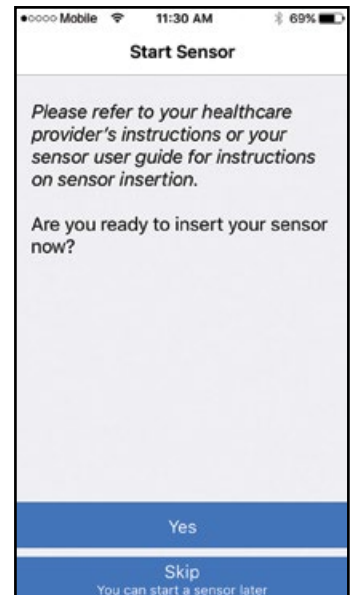 Mobile 11:30 AM 69%
Start Sensor
Please refer to your healthcare
provider's instructions or your
sensor user guide for instructions
on sensor insertion.
Are you ready to insert your sensor
now?
Yes
Skip
You can start a sensor later